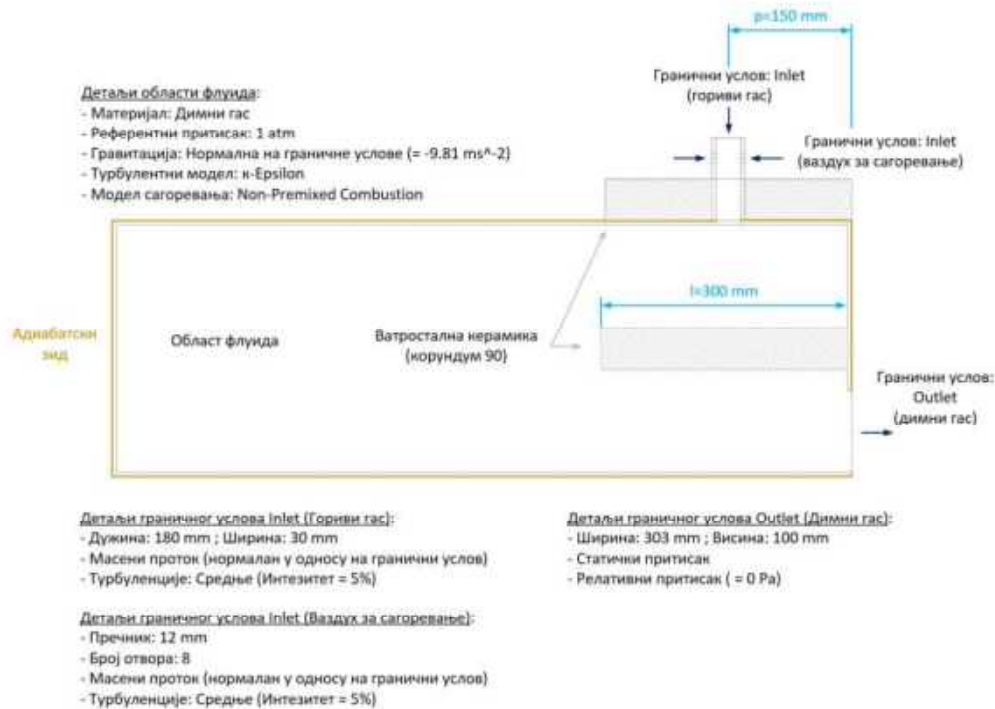 p=150 mm
Гранични услов: Inlet
(гориви гас)
Детаљи области флуида:
- Материјал: Димни гас
- Референтни притисак: 1 atm
- Гравитација: Нормална на граничне услове (= -9.81 ms^-2)
- Турбулентни модел: κ-Epsilon
- Модел сагоревања: Non-Premixed Combustion
Гранични услов: Inlet
(ваздух за сагоревање)
l=300 mm
Адиабатски
зид
Област флуида
Ватростална керамика
(корундум 90)
Гранични услов:
Outlet
(димни гас)
Детаљи граничног услова Inlet (Гориви гас):
- Дужина: 180 mm ; Ширина: 30 mm
- Масени проток (нормалан у односу на гранични услов)
- Турбуленције: Средње (Интезитет = 5%)
Детаљи граничног услова Outlet (Димни гас):
- Ширина: 303 mm ; Висина: 100 mm
- Статички притисак
- Релативни притисак ( = 0 Pa)
Детаљи граничног услова Inlet (Ваздух за сагоревање):
- Пречник: 12 mm
- Број отвора: 8
- Масени проток (нормалан у односу на гранични услов)
- Турбуленције: Средње (Интезитет = 5%)